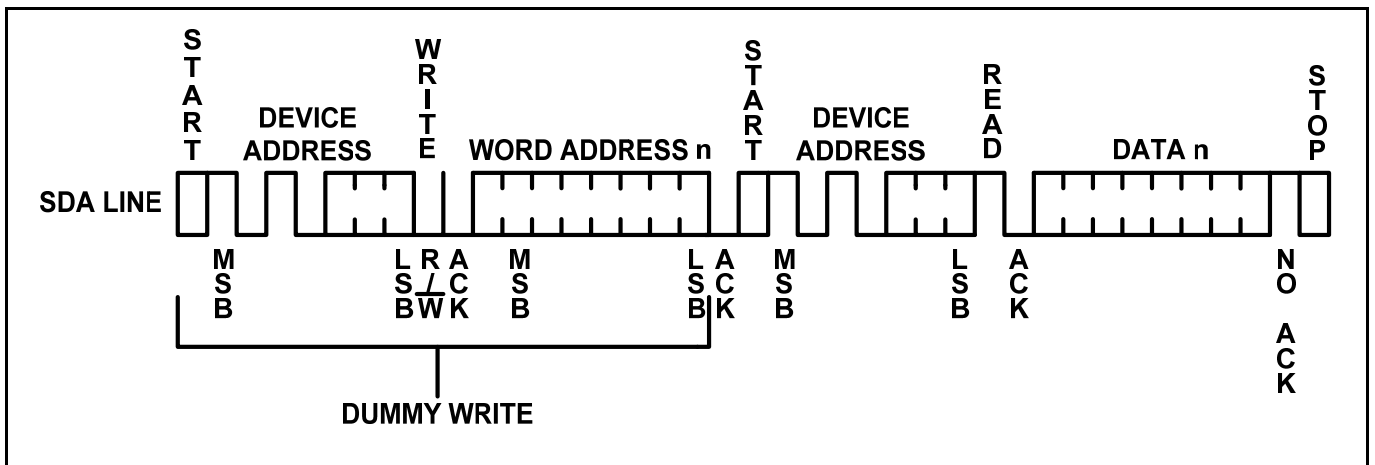 START
DEVICE
ADDRESS
WRITE
WORD ADDRESS n
START
DEVICE
ADDRESS
READ
DATA n
STOP
SDA LINE
MSB
LSB
R/W
ACK
MSB
LSB
ACK
MSB
LSB
ACK
NO ACK
DUMMY WRITE